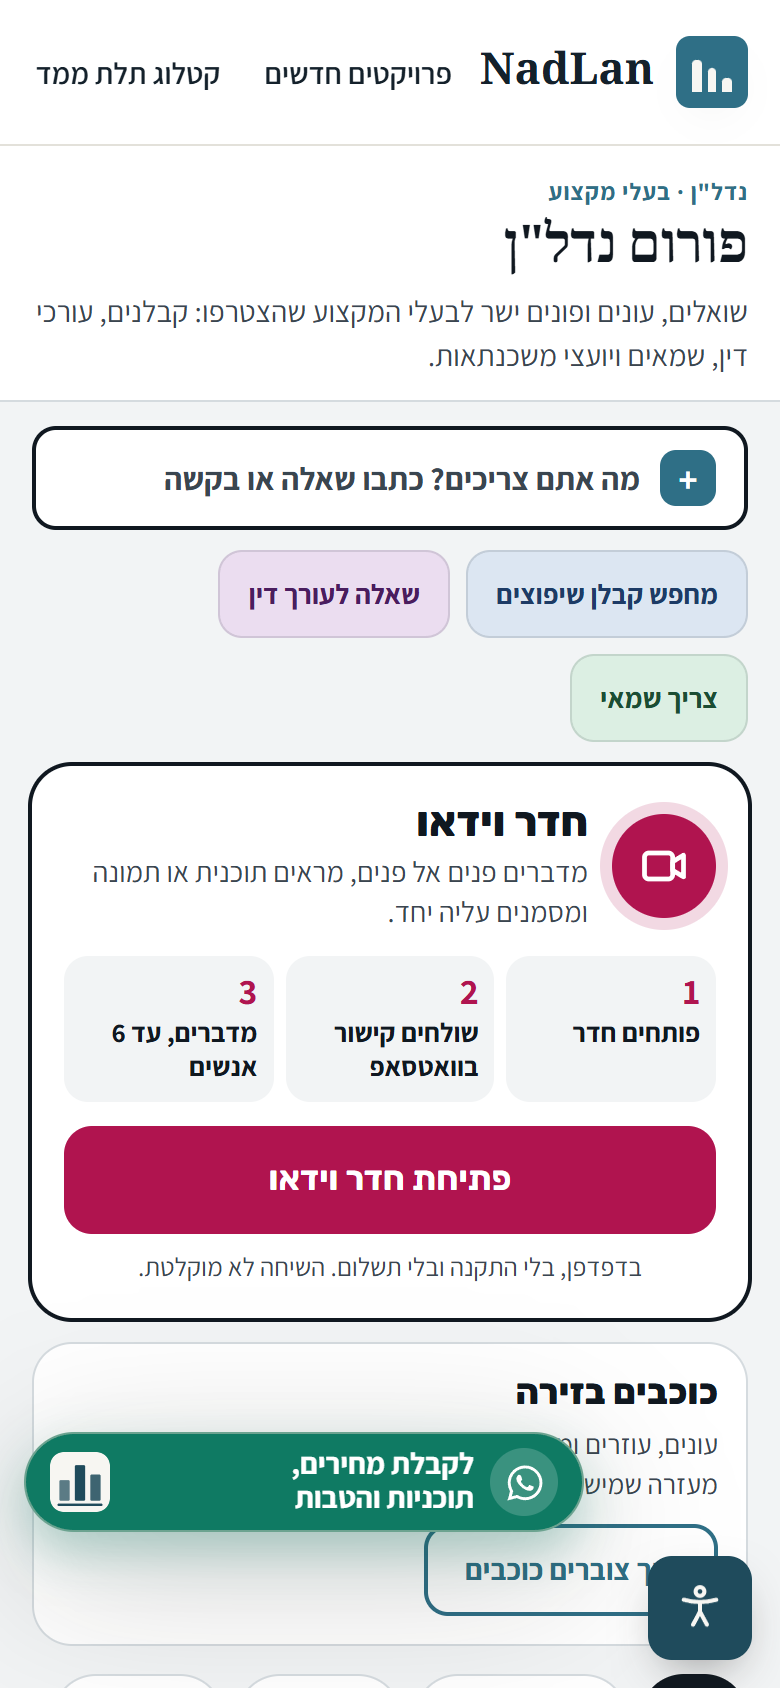 NadLan פרויקטים חדשים קטלוג תלת ממד
נדל"ן · בעלי מקצוע
פורום נדל"ן
שואלים, עונים ופונים ישר לבעלי המקצוע שהצטרפו: קבלנים, עורכי
דין, שמאים ויועצי משכנתאות.
+ מה אתם צריכים? כתבו שאלה או בקשה
מחפש קבלן שיפוצים שאלה לעורך דין
צריך שמאי
חדר וידאו
מדברים פנים אל פנים, מראים תוכנית או תמונה
ומסמנים עליה יחד.
1
פותחים חדר
2
שולחים קישור
בוואטסאפ
3
מדברים, עד 6
אנשים
פתיחת חדר וידאו
בדפדפן, בלי התקנה ובלי תשלום. השיחה לא מוקלטת.
כוכבים בזירה
עונים, עוזרים
מעזרה
לקבלת מחירים,
תוכניות והטבות
צוברים כוכבים